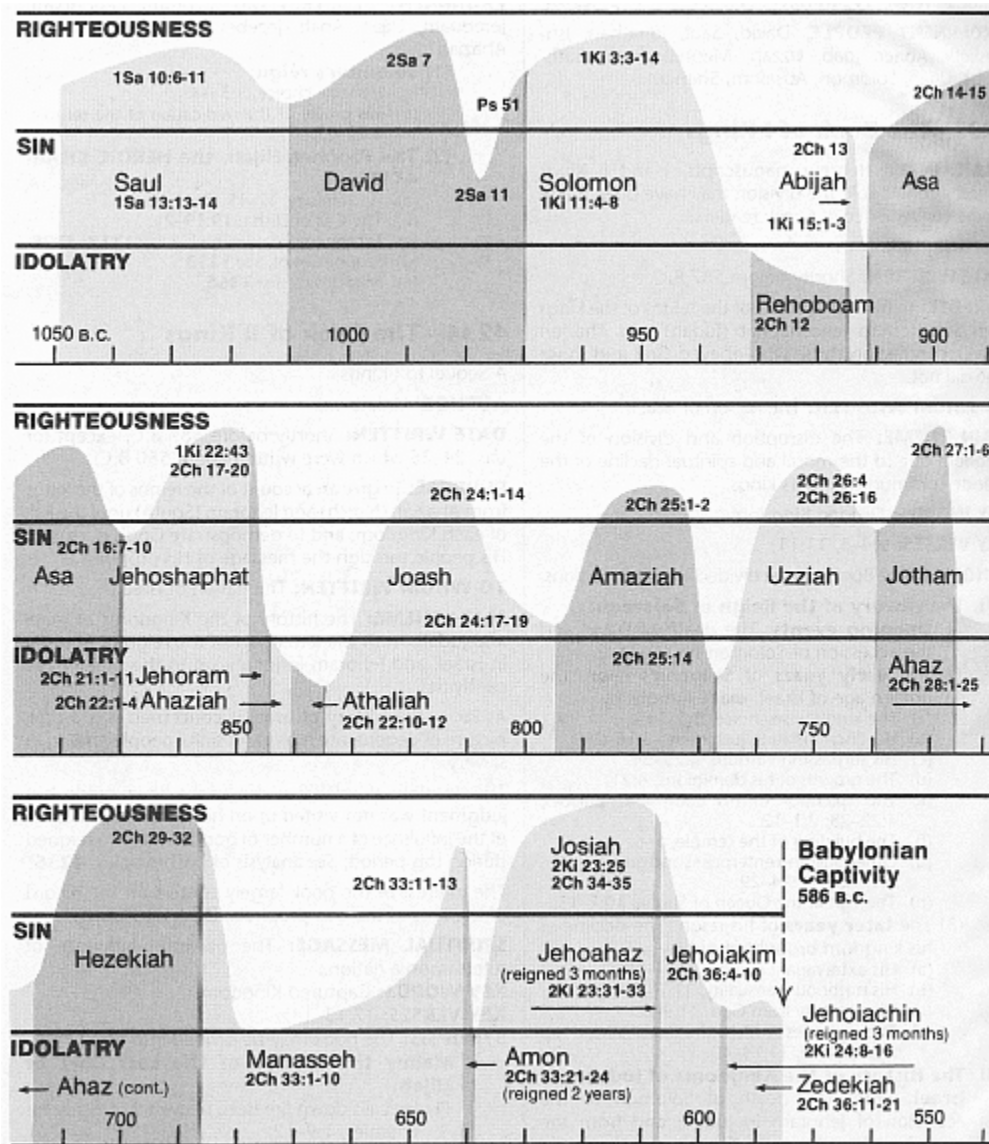 RIGHTEOUSNESS
1Sa 10:6-11
2Sa 7
Ps 51
1Ki 3:3-14
2Ch 14-15
SIN
2Ch 13
Saul
1Sa 13:13-14
David
2Sa 11
Solomon
1Ki 11:4-8
Abijah
1Ki 15:1-3
Asa
IDOLATRY
Rehoboam
2Ch 12
1050 B.C.
1000
950
900
RIGHTEOUSNESS
1Ki 22:43
2Ch 17-20
2Ch 24:1-14
2Ch 25:1-2
2Ch 26:4
2Ch 26:16
2Ch 27:1-6
SIN
2Ch 16:7-10
Asa
Jehoshaphat
Joash
2Ch 24:17-19
Amaziah
Uzziah
Jotham
IDOLATRY
2Ch 21:1-11 Jehoram
2Ch 22:1-4 Ahaziah
Athaliah
2Ch 22:10-12
2Ch 25:14
Ahaz
2Ch 28:1-25
850
800
750
RIGHTEOUSNESS
2Ch 29-32
2Ch 33:11-13
Josiah
2Ki 23:25
2Ch 34-35
Babylonian
Captivity
586 B.C.
SIN
Hezekiah
Jehoahaz
(reigned 3 months)
2Ki 23:31-33
Jehoiakim
2Ch 36:4-10
Jehoiachin
(reigned 3 months)
2Ki 24:8-16
IDOLATRY
Ahaz (cont.)
Manasseh
2Ch 33:1-10
Amon
2Ch 33:21-24
(reigned 2 years)
Zedekiah
2Ch 36:11-21
700
650
600
550